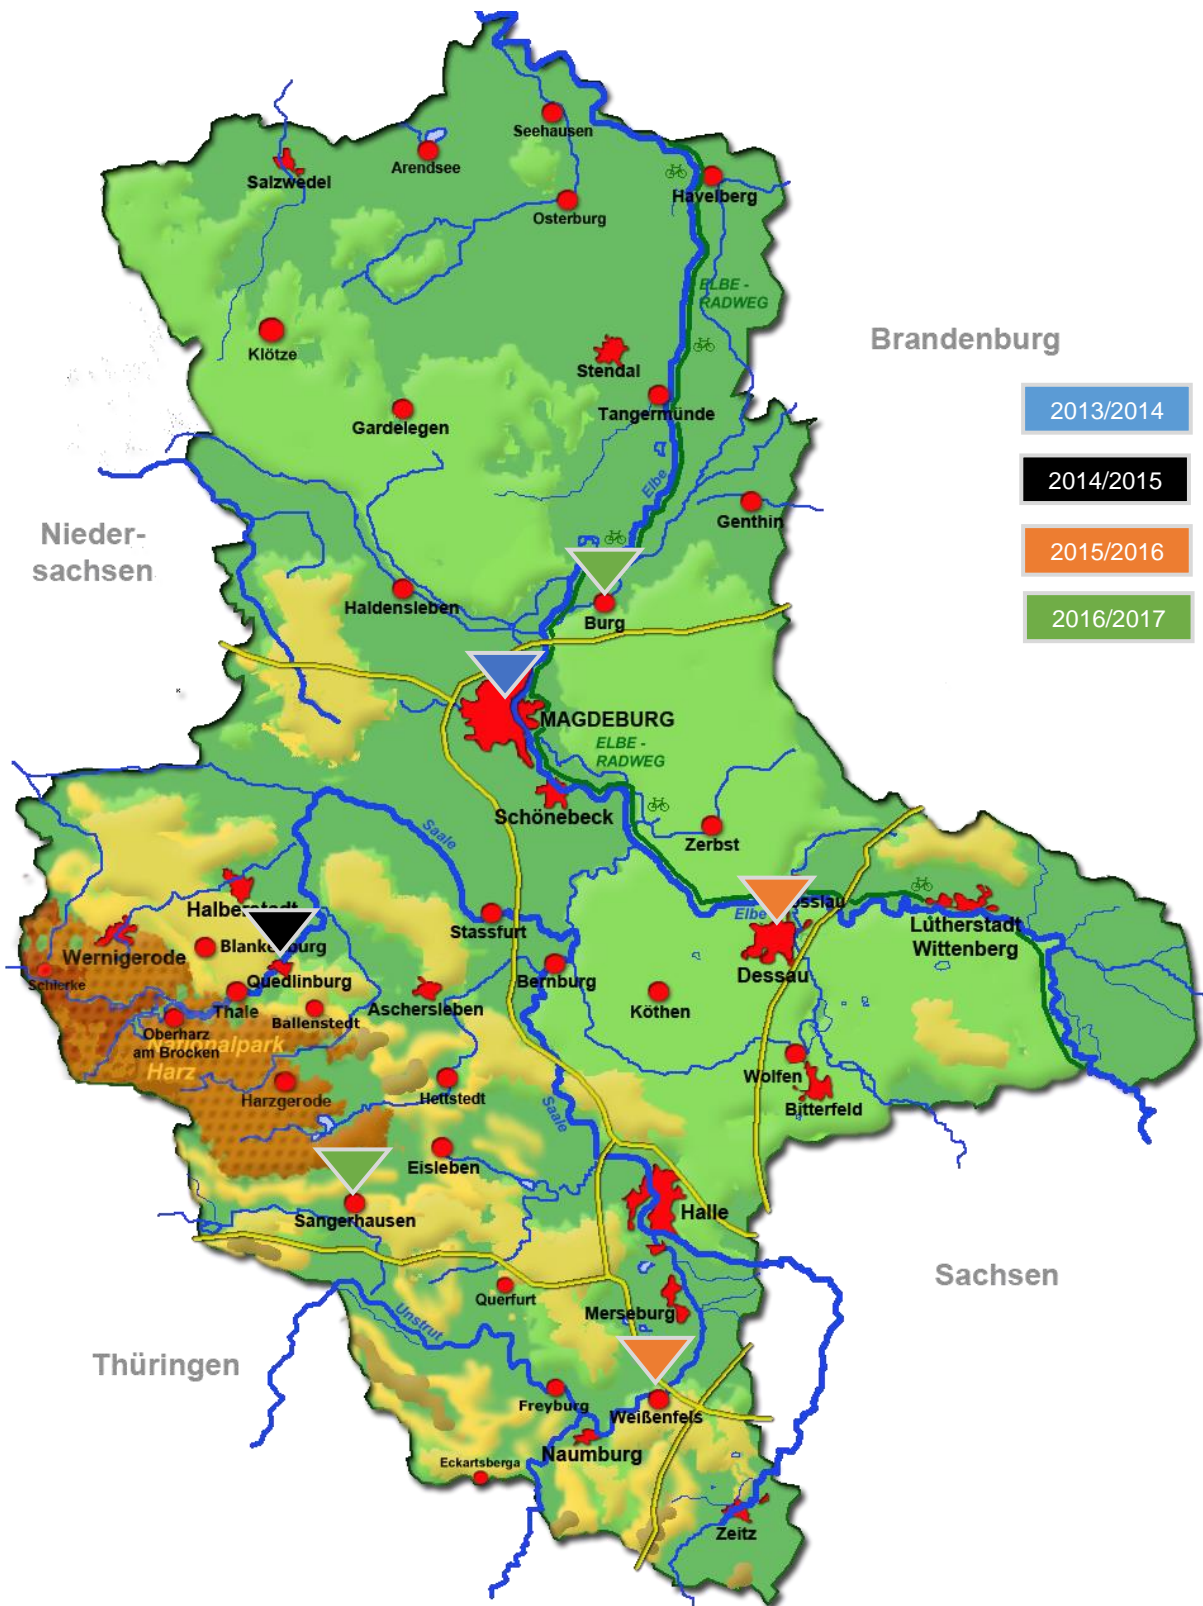 Seehausen
Arendsee
Salzwedel
Havelberg
Osterburg
ELBE -
RADWEG
Brandenburg
Klötze
Stendal
Tangermünde
2013/2014
Gardelegen
2014/2015
Elbe
Genthin
Nieder-
sachsen
2015/2016
Haldensleben
Burg
2016/2017
MAGDEBURG
ELBE -
RADWEG
Schönebeck
Saale
Zerbst
Halberstadt
Elbe
Lutherstadt
Wittenberg
Stassfurt
Blankenburg
Wernigerode
Quedlinburg
Dessau
Schierke
Bernburg
Thale
Ballenstedt
Aschersleben
Köthen
Oberharz
am Brocken
Nationalpark
Harz
Wolfen
Harzgerode
Hettstedt
Bitterfeld
Saale
Eisleben
Sangerhausen
Halle
Sachsen
Querfurt
Merseburg
Unstrut
Thüringen
Freyburg
Weißenfels
Naumburg
Eckartsberga
Zeitz